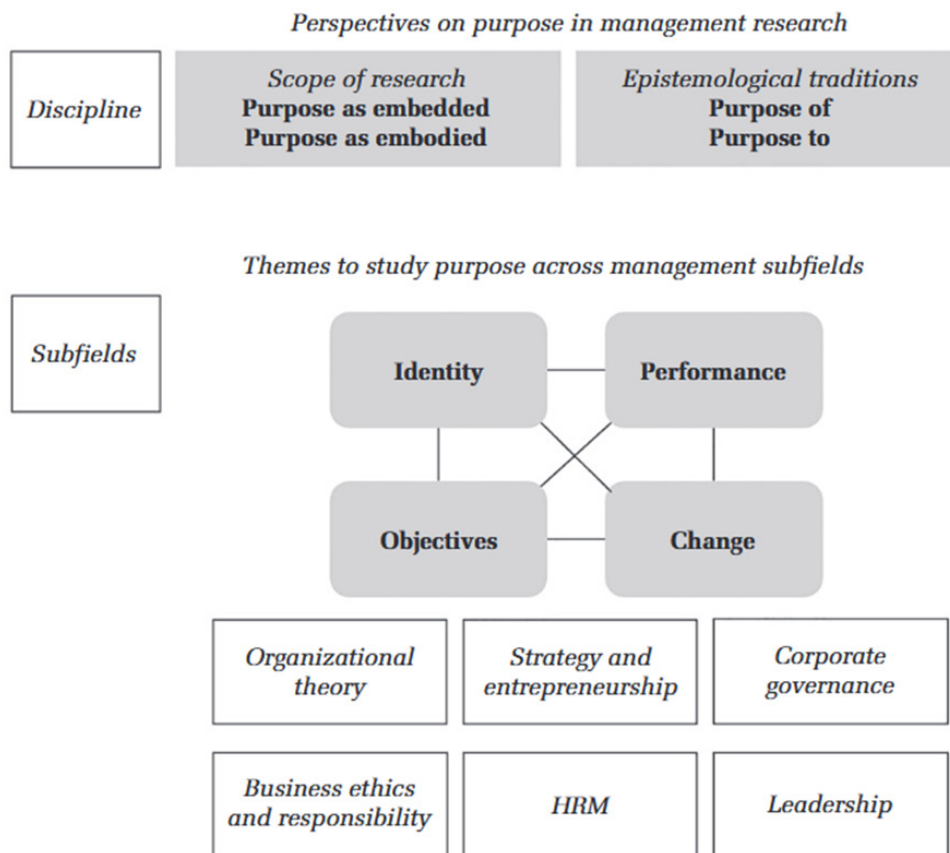 Perspectives on purpose in management research
Discipline
Scope of research
Purpose as embedded
Purpose as embodied
Epistemological traditions
Purpose of
Purpose to
Themes to study purpose across management subfields
Subfields
Identity
Performance
Objectives
Change
Organizational
theory
Strategy and
entrepreneurship
Corporate
governance
Business ethics
and responsibility
HRM
Leadership